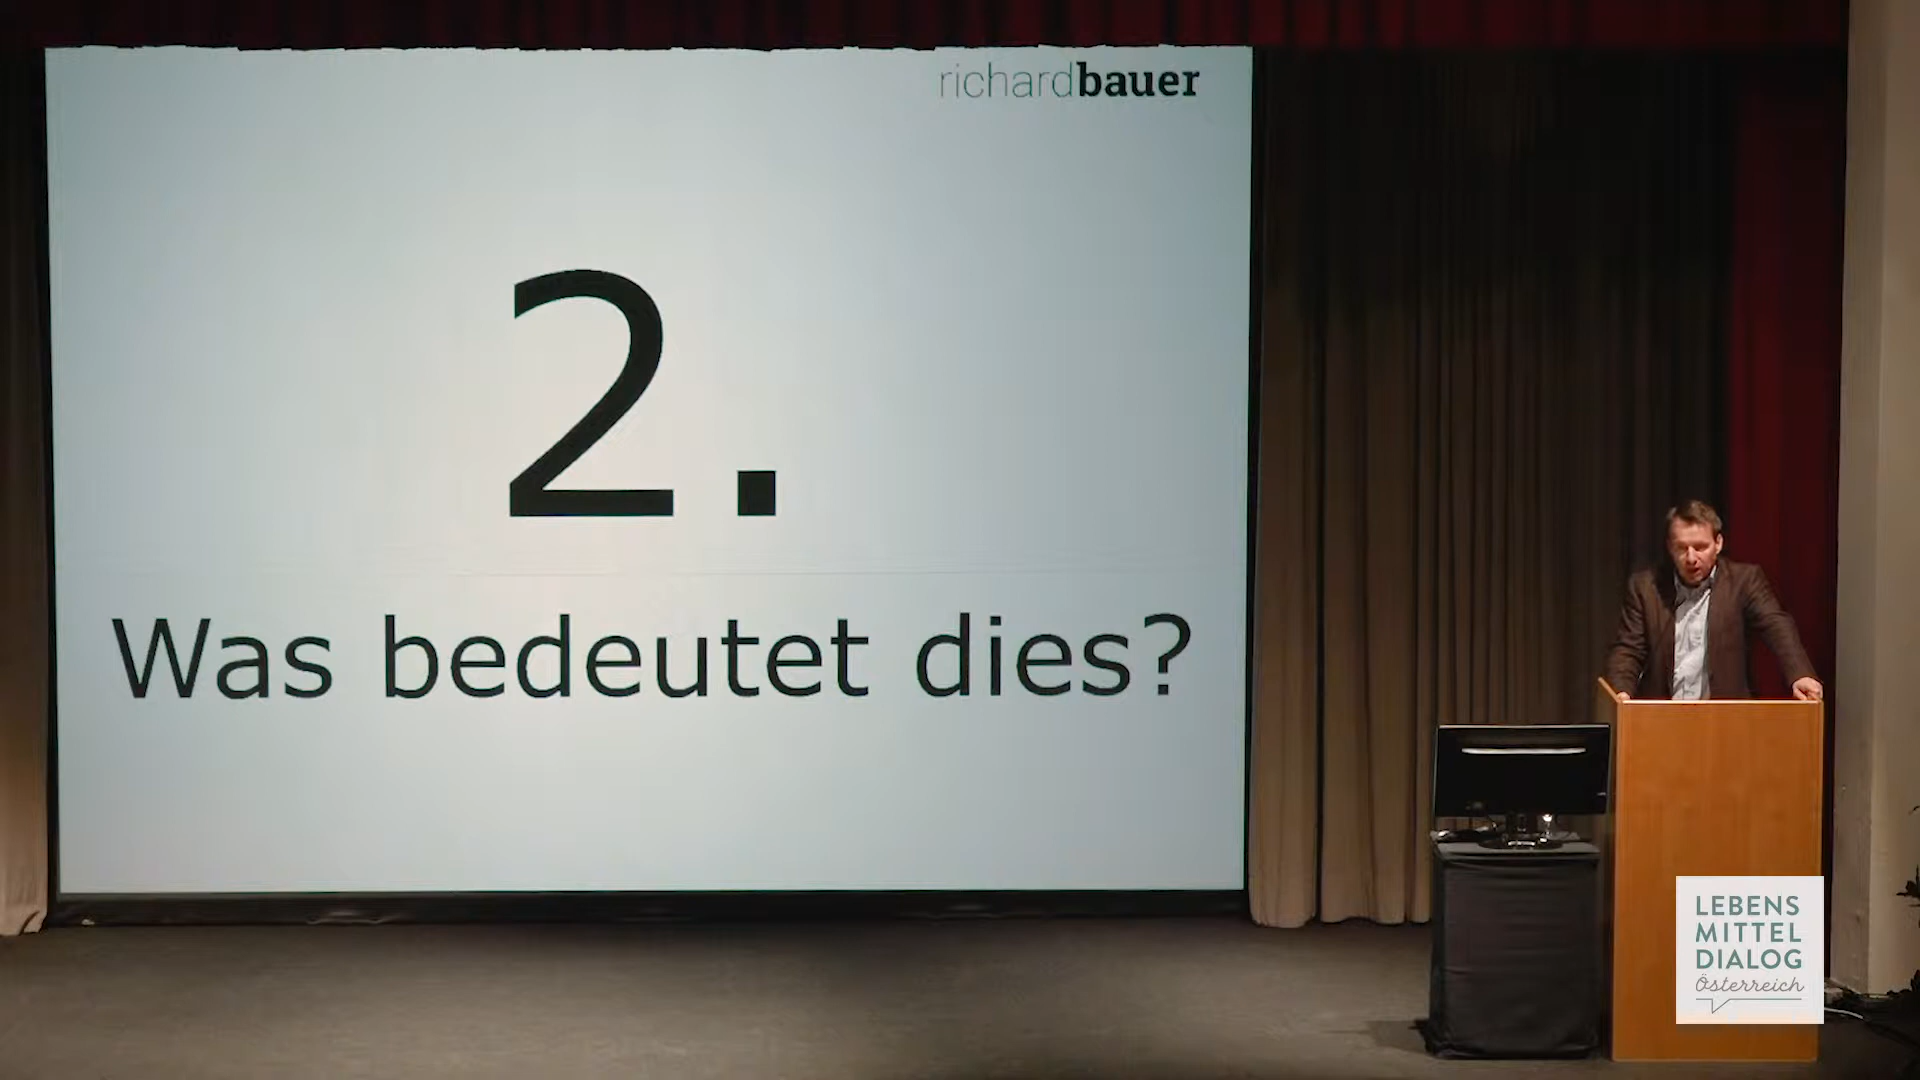 richardbauer
2.
Was bedeutet dies?
LEBENS
MITTEL
DIALOG
Österreich